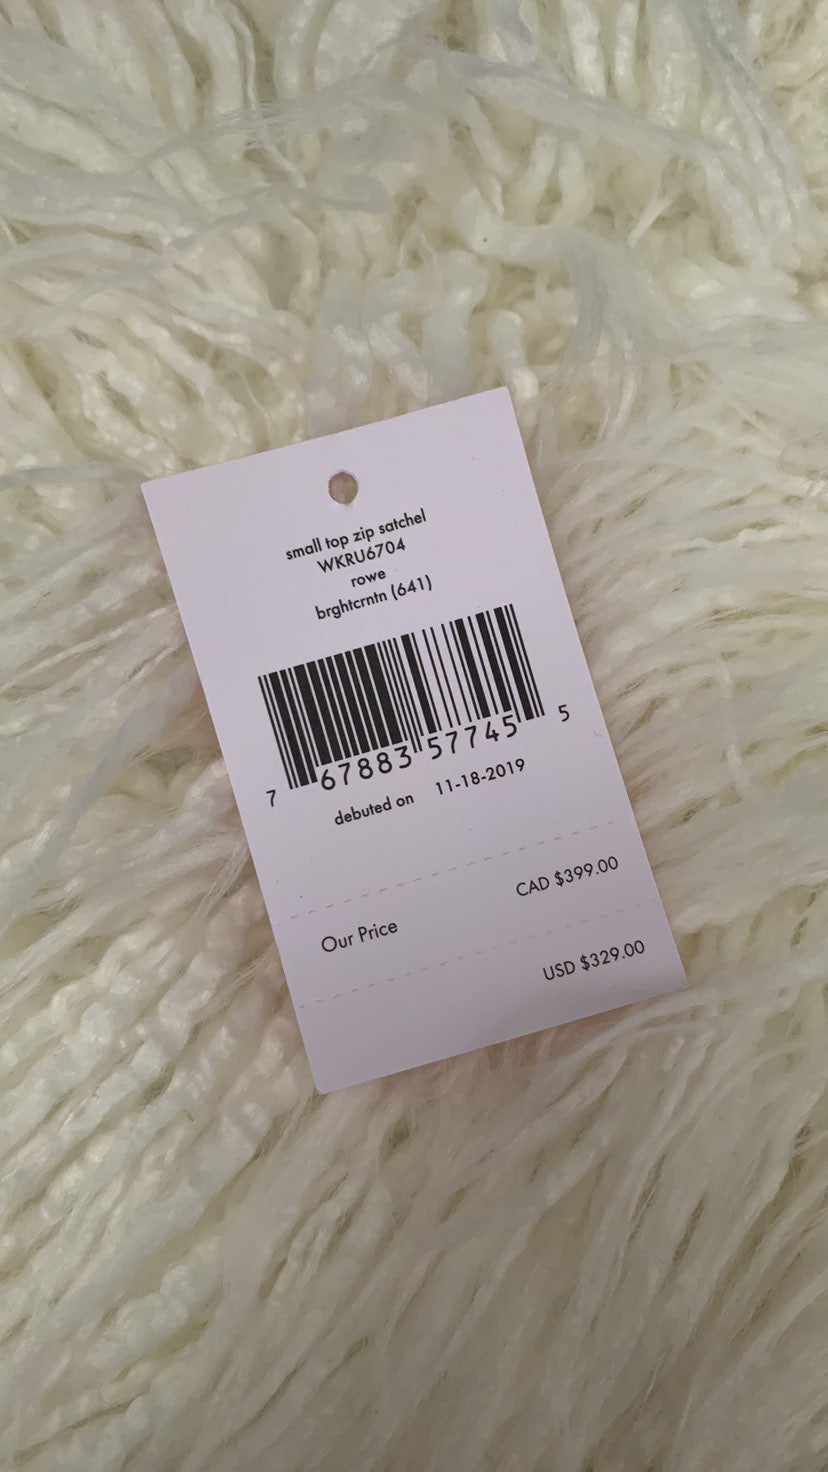 small top zip satchel
WKRU6704
rowe
brghtcrntn (641)
7 67883 57745 5
debuted on 11-18-2019
CAD $399.00
Our Price
USD $329.00